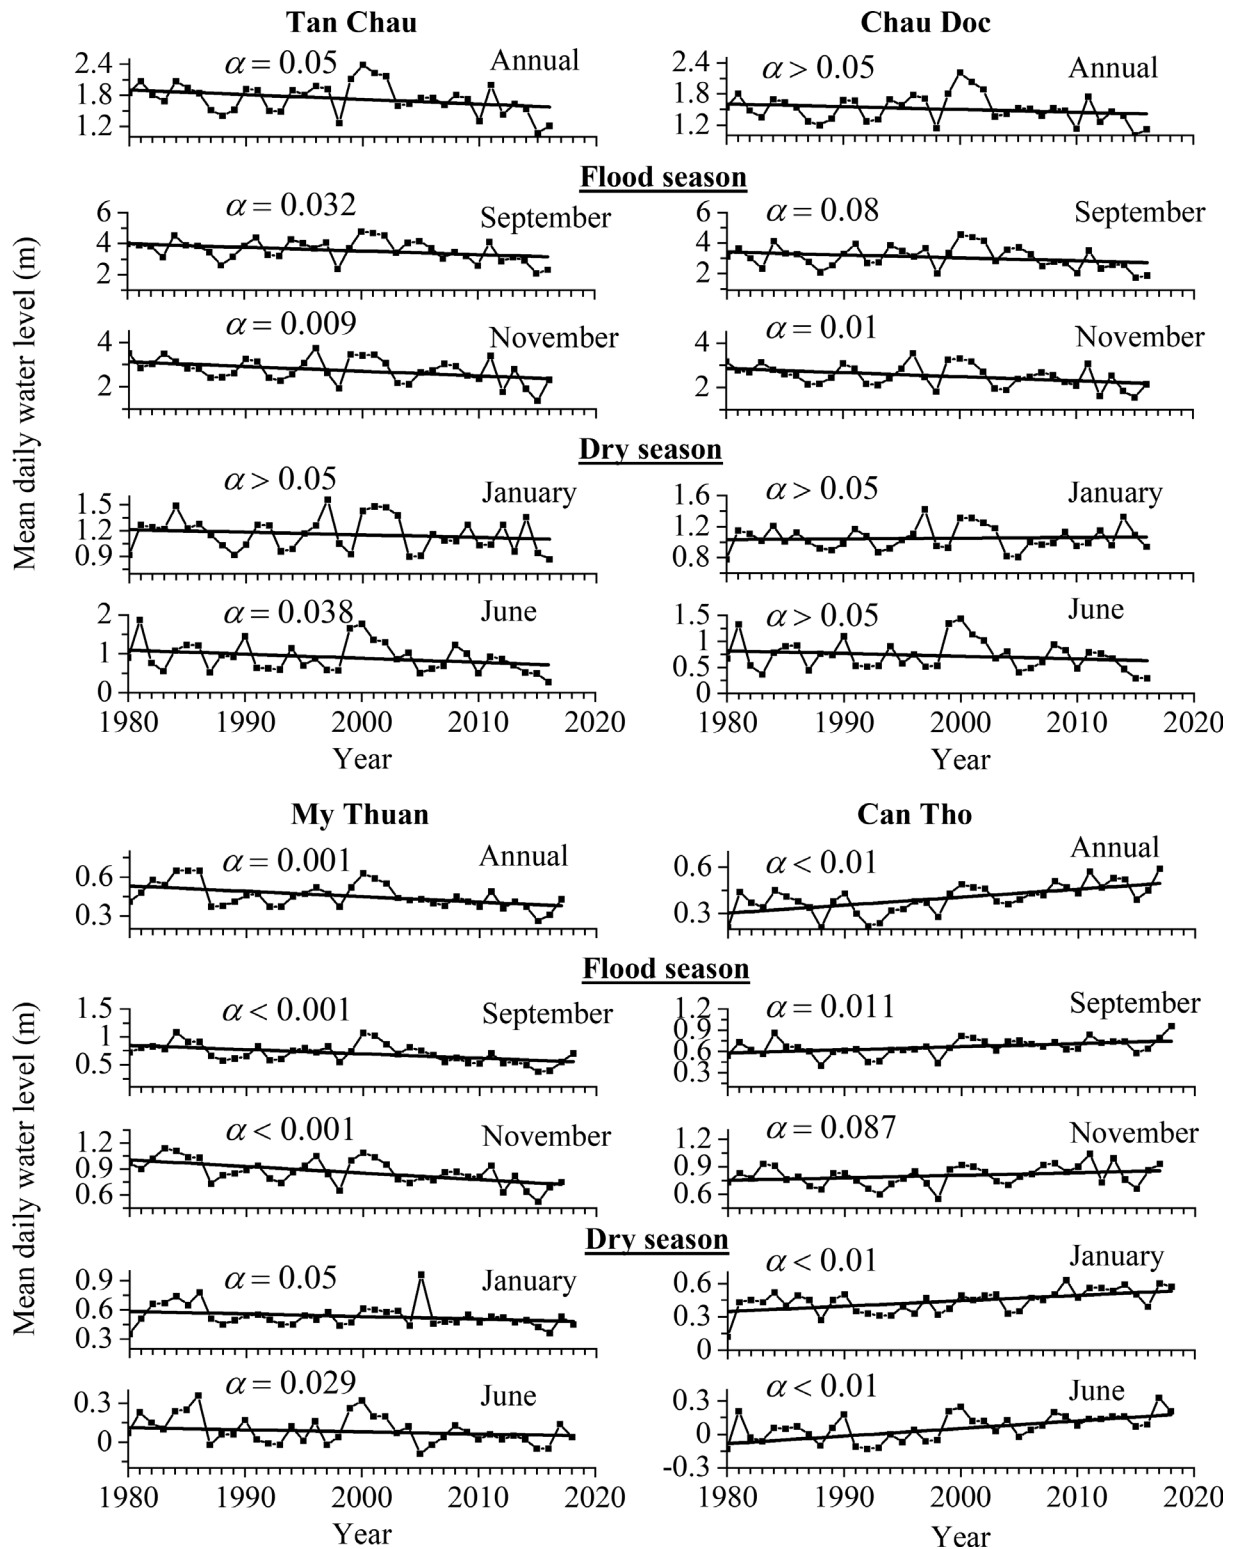 Tan Chau Chau Doc
2.4 1.8 1.2 α = 0.05 Annual 2.4 1.8 1.2 α > 0.05 Annual
Flood season
6 4 2 α = 0.032 September 6 4 2 α = 0.08 September
4 2 α = 0.009 November 4 2 α = 0.01 November
Dry season
1.5 1.2 0.9 α > 0.05 January 1.6 1.2 0.8 α > 0.05 January
2 1 0 α = 0.038 June 1.5 1 0.5 0 α > 0.05 June
1980 1990 2000 2010 2020 1980 1990 2000 2010 2020
Year Year
Mean daily water level (m)
My Thuan Can Tho
0.6 0.3 α = 0.001 Annual 0.6 0.3 α < 0.01 Annual
Flood season
1.5 1 0.5 α < 0.001 September 1.2 0.9 0.6 0.3 α = 0.011 September
1.2 0.9 0.6 α < 0.001 November 1.2 0.9 0.6 α = 0.087 November
Dry season
0.9 0.6 0.3 α = 0.05 January 0.6 0.3 0 α < 0.01 January
0.3 0 α = 0.029 June 0.3 0 -0.3 α < 0.01 June
1980 1990 2000 2010 2020 1980 1990 2000 2010 2020
Year Year
Mean daily water level (m)